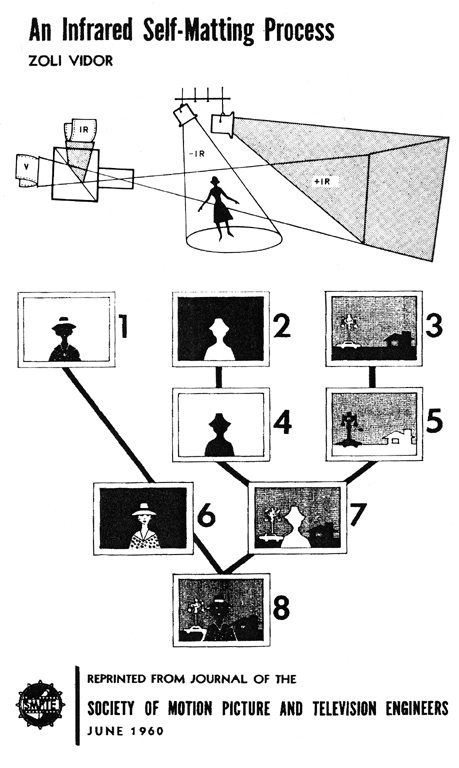 An Infrared Self-Matting Process
ZOLI VIDOR
IR
V
-IR
+IR
1
2
3
4
5
6
7
8
SMPTE
REPRINTED FROM JOURNAL OF THE
SOCIETY OF MOTION PICTURE AND TELEVISION ENGINEERS
JUNE 1960